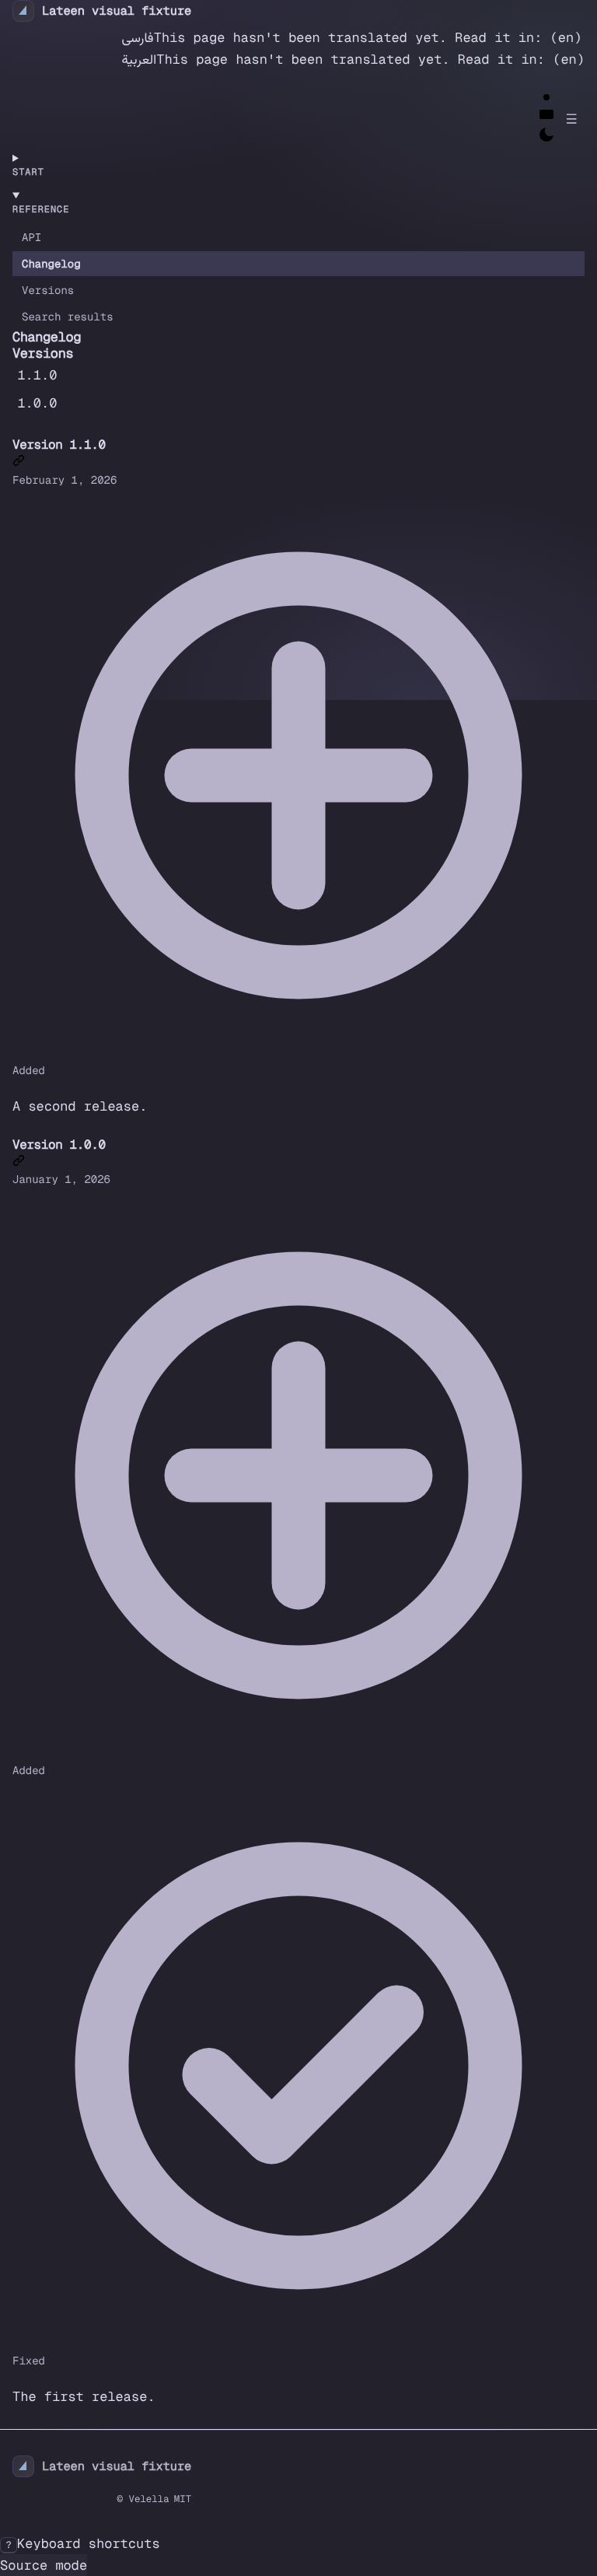 Lateen visual fixture
فارسیThis page hasn't been translated yet. Read it in: (en)
العربيةThis page hasn't been translated yet. Read it in: (en)
START
REFERENCE
API
Changelog
Versions
Search results
Changelog
Versions
1.1.0
1.0.0
Version 1.1.0
February 1, 2026
Added
A second release.
Version 1.0.0
January 1, 2026
Added
Fixed
The first release.
Lateen visual fixture
© Velella MIT
? Keyboard shortcuts
Source mode